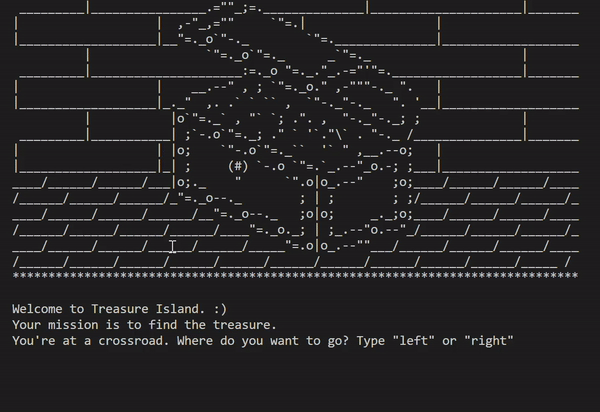 Welcome to Treasure Island. :)
Your mission is to find the treasure.
You're at a crossroad. Where do you want to go? Type "left" or "right"